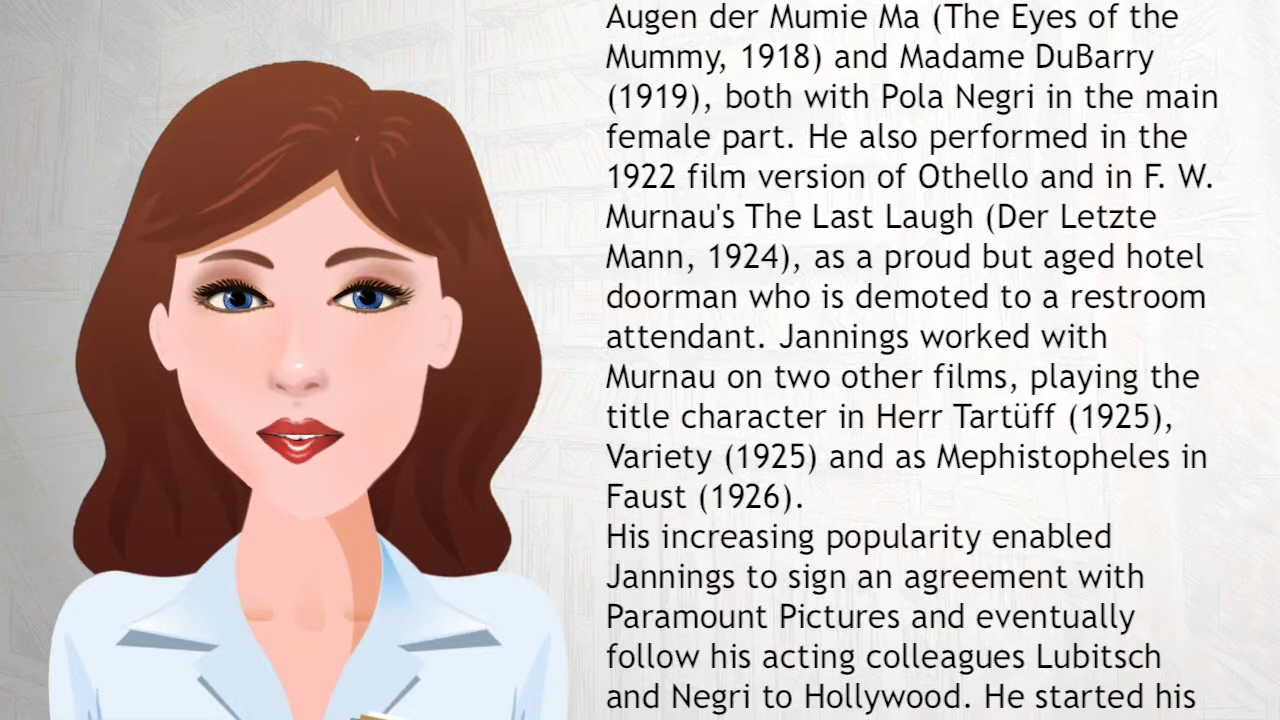 Augen der Mumie Ma (The Eyes of the
Mummy, 1918) and Madame DuBarry
(1919), both with Pola Negri in the main
female part. He also performed in the
1922 film version of Othello and in F. W.
Murnau's The Last Laugh (Der Letzte
Mann, 1924), as a proud but aged hotel
doorman who is demoted to a restroom
attendant. Jannings worked with
Murnau on two other films, playing the
title character in Herr Tartüff (1925),
Variety (1925) and as Mephistopheles in
Faust (1926).
His increasing popularity enabled
Jannings to sign an agreement with
Paramount Pictures and eventually
follow his acting colleagues Lubitsch
and Negri to Hollywood. He started his